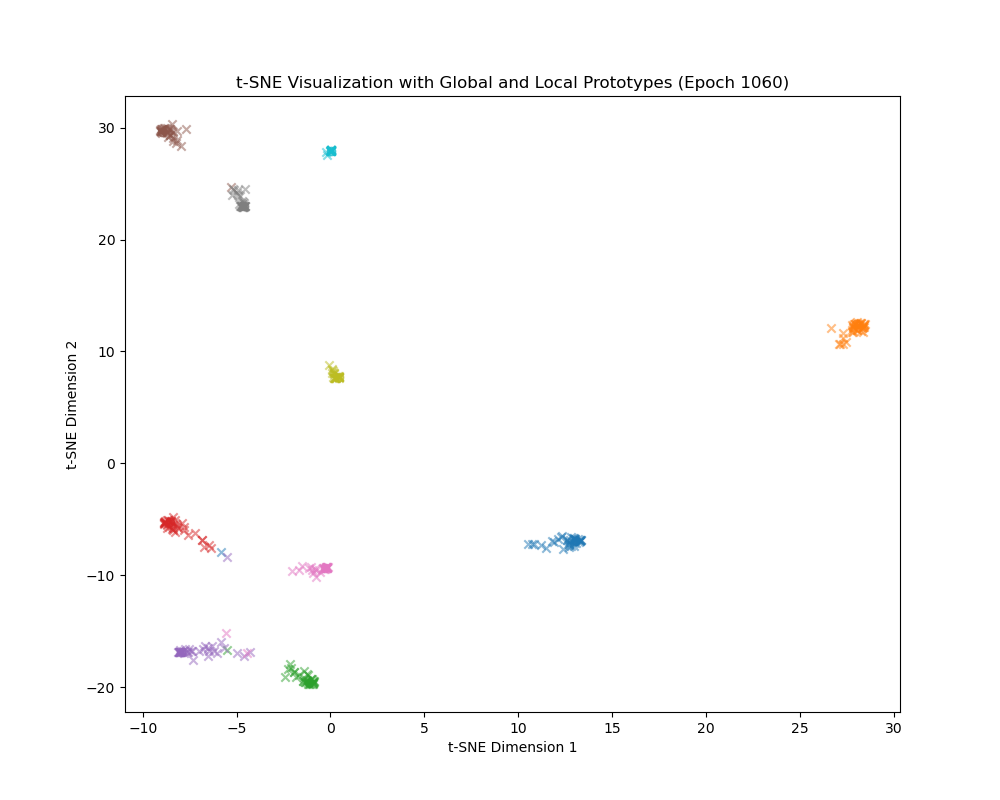 t-SNE Visualization with Global and Local Prototypes (Epoch 1060)
30
20
10
0
−10
−20
t-SNE Dimension 2
−10 −5 0 5 10 15 20 25 30
t-SNE Dimension 1